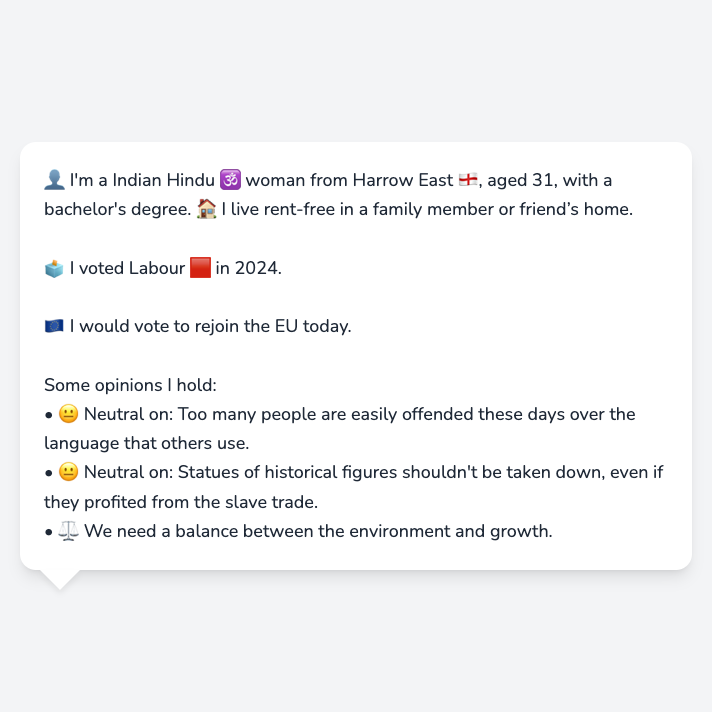 👤 I'm a Indian Hindu 🕉️ woman from Harrow East 🏴󠁧󠁢󠁥󠁮󠁧󠁿, aged 31, with a
bachelor's degree. 🏠 I live rent-free in a family member or friend’s home.
🗳️ I voted Labour 🟥 in 2024.
🇪🇺 I would vote to rejoin the EU today.
Some opinions I hold:
• 😐 Neutral on: Too many people are easily offended these days over the
language that others use.
• 😐 Neutral on: Statues of historical figures shouldn't be taken down, even if
they profited from the slave trade.
• ⚖️ We need a balance between the environment and growth.